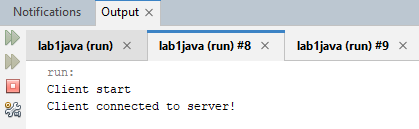 Notifications Output
lab1java (run) lab1java (run) #8 lab1java (run) #9
run:
Client start
Client connected to server!